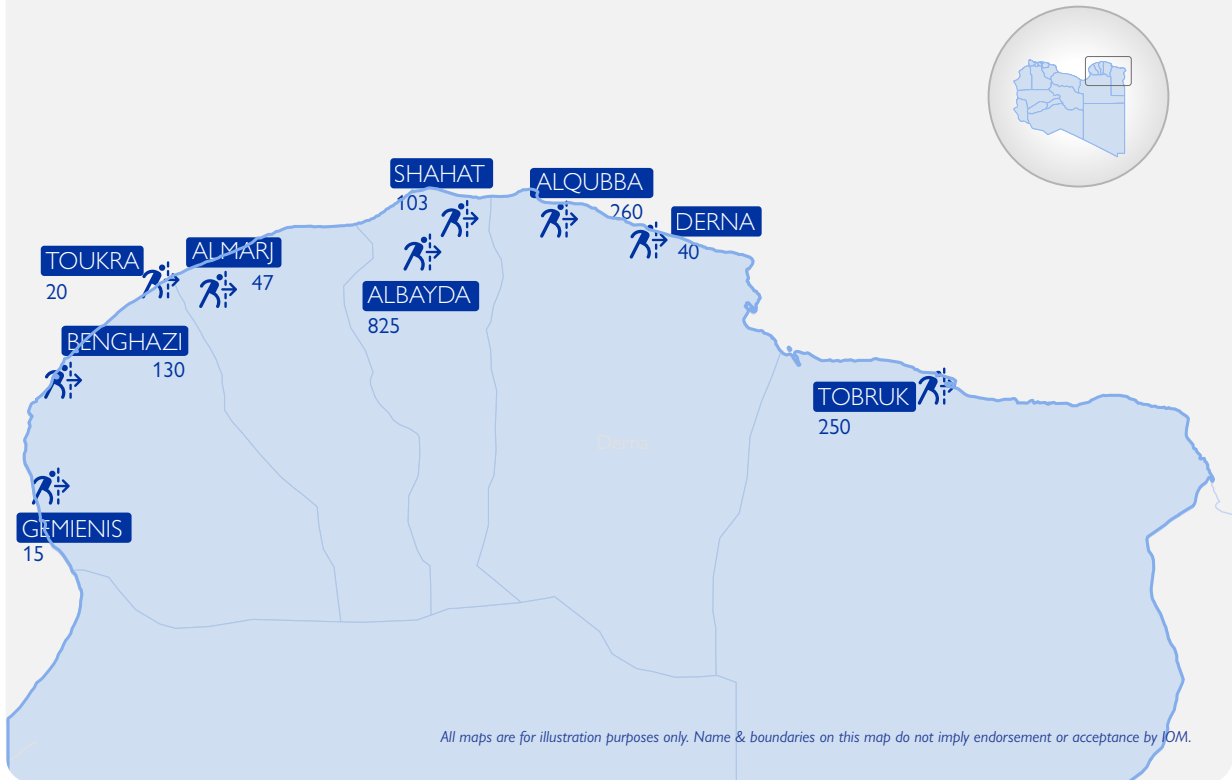 SHAHAT
103
ALQUBBA
260
DERNA
40
TOUKRA
20
ALMARJ
47
ALBAYDA
825
BENGHAZI
130
TOBRUK
250
Derna
GEMIENIS
15
All maps are for illustration purposes only. Name & boundaries on this map do not imply endorsement or acceptance by IOM.